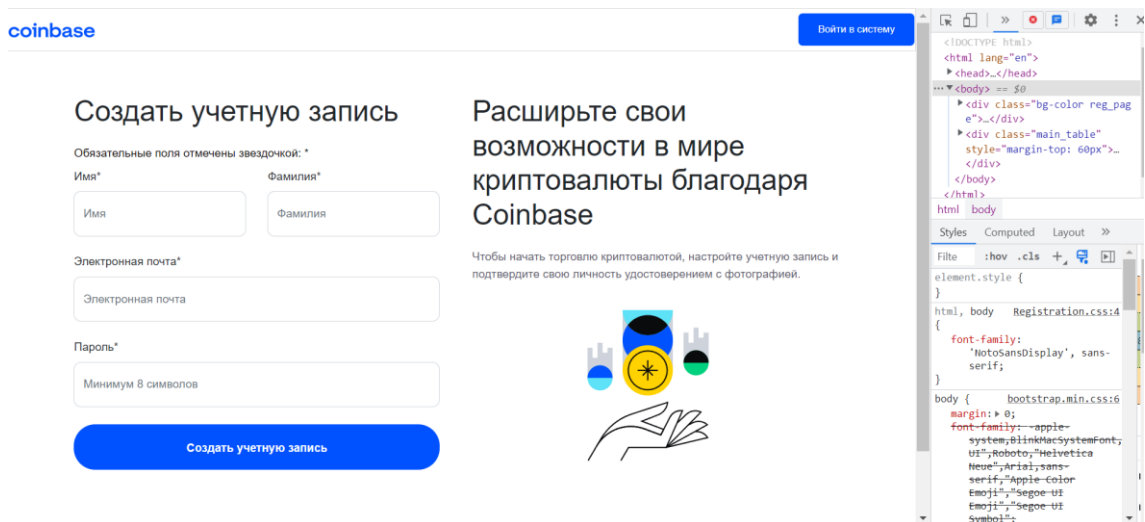 coinbase
Войти в систему
Создать учетную запись
Обязательные поля отмечены звездочкой: *
Имя*
Фамилия*
Имя
Фамилия
Электронная почта*
Электронная почта
Пароль*
Минимум 8 символов
Создать учетную запись
Расширьте свои
возможности в мире
криптовалюты благодаря
Coinbase
Чтобы начать торговлю криптовалютой, настройте учетную запись и
подтвердите свою личность удостоверением с фотографией.
<!DOCTYPE html>
<html lang="en">
<head>…</head>
<body> == $0
<div class="bg-color reg_pag
e">…</div>
<div class="main_table"
style="margin-top: 60px">…
</div>
</body>
</html>
html body
Styles Computed Layout
Filte :hov .cls
element.style {
}
html, body Registration.css:4
{
font-family:
'NotoSansDisplay', sans-
serif;
}
body { bootstrap.min.css:6
margin: 0;
font-family: -apple-
system,BlinkMacSystemFont,
UI",Roboto,"Helvetica
Neue",Arial,sans-
serif,"Apple Color
Emoji","Segoe UI
Emoji","Segoe UI
Symbol";